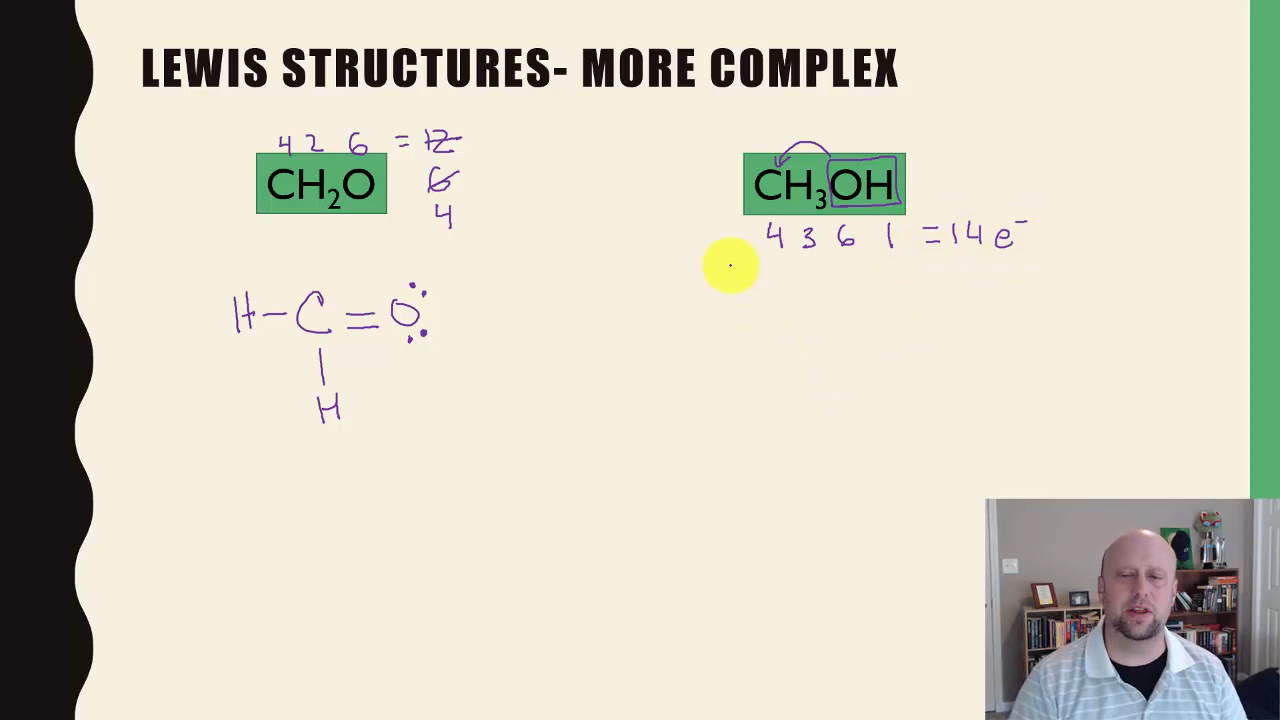 LEWIS STRUCTURES- MORE COMPLEX
4 2 6 = 12
CH₂O
6
4
H-C=O
H
CH₃OH
4 3 6 1 = 14 e⁻